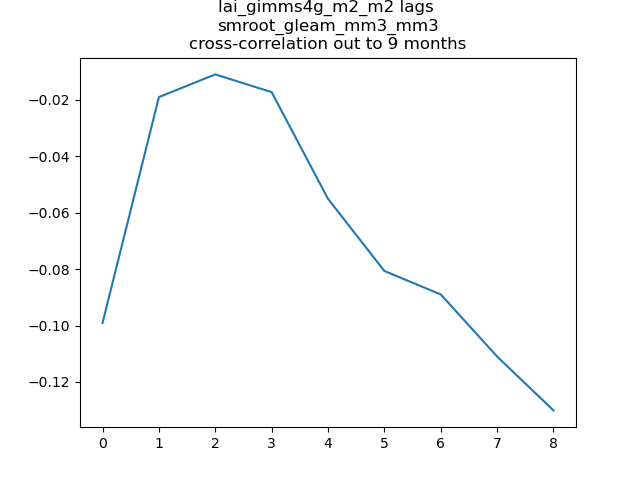 lai_gimms4g_m2_m2 lags
smroot_gleam_mm3_mm3
cross-correlation out to 9 months
−0.02
−0.04
−0.06
−0.08
−0.10
−0.12
0 1 2 3 4 5 6 7 8